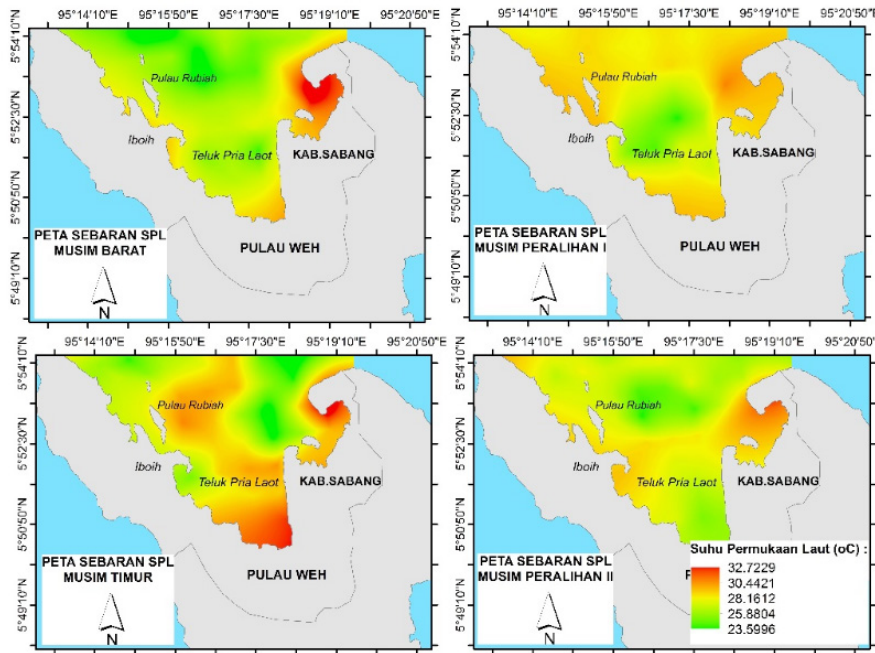 95°14'10"E 95°15'50"E 95°17'30"E 95°19'10"E 95°20'50"E
5°54'10"N
5°52'30"N
5°50'50"N
5°49'10"N
Pulau Rubiah
Iboih
Teluk Pria Laot
KAB.SABANG
PULAU WEH
PETA SEBARAN SPL
MUSIM BARAT
N
95°14'10"E 95°15'50"E 95°17'30"E 95°19'10"E 95°20'50"E
5°54'10"N
5°52'30"N
5°50'50"N
5°49'10"N
Pulau Rubiah
Iboih
Teluk Pria Laot
KAB.SABANG
PULAU WEH
PETA SEBARAN SPL
MUSIM PERALIHAN I
N
95°14'10"E 95°15'50"E 95°17'30"E 95°19'10"E 95°20'50"E
5°54'10"N
5°52'30"N
5°50'50"N
5°49'10"N
Pulau Rubiah
Iboih
Teluk Pria Laot
KAB.SABANG
PULAU WEH
PETA SEBARAN SPL
MUSIM TIMUR
N
95°14'10"E 95°15'50"E 95°17'30"E 95°19'10"E 95°20'50"E
5°54'10"N
5°52'30"N
5°50'50"N
5°49'10"N
Pulau Rubiah
Iboih
Teluk Pria Laot
KAB.SABANG
PETA SEBARAN SPL
MUSIM PERALIHAN II
N
Suhu Permukaan Laut (oC) :
32.7229
30.4421
28.1612
25.8804
23.5996